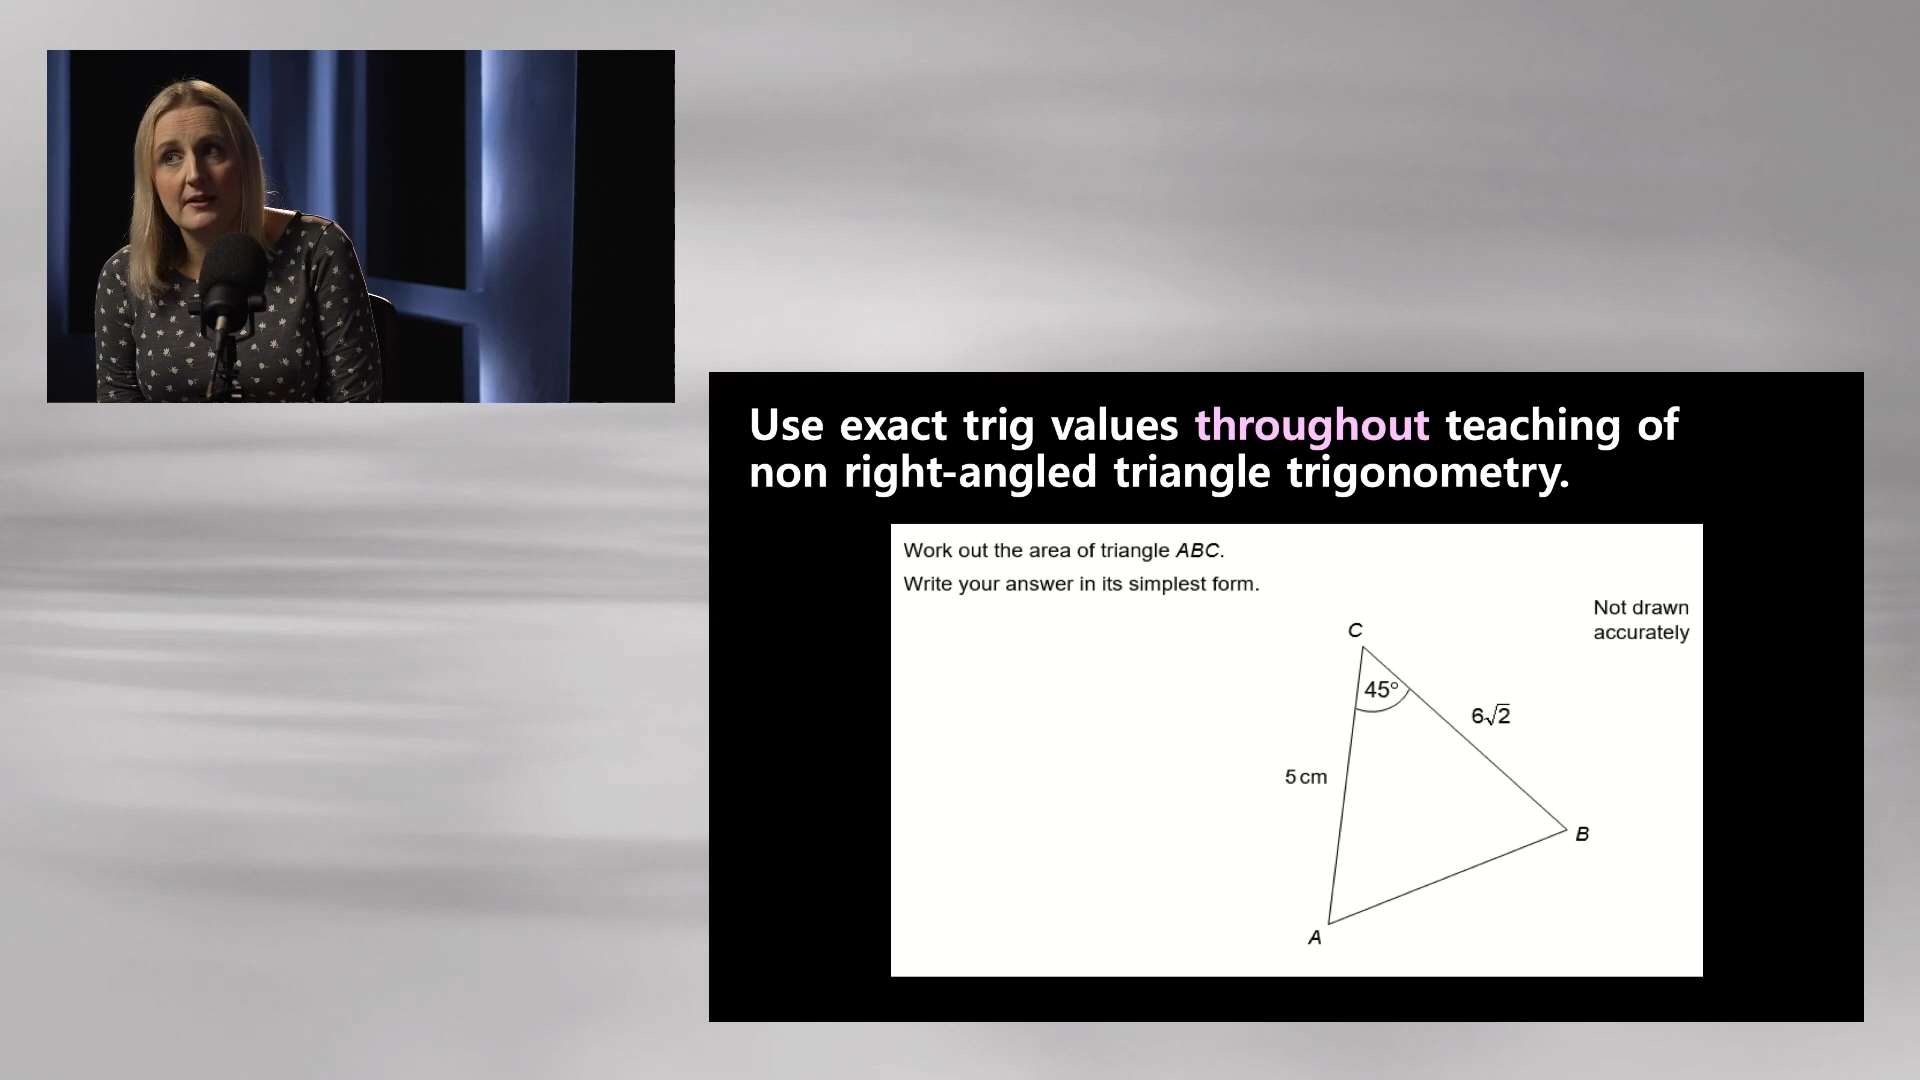 Use exact trig values throughout teaching of
non right-angled triangle trigonometry.
Work out the area of triangle ABC.
Write your answer in its simplest form.
Not drawn
accurately
C
45°
6√2
5 cm
B
A